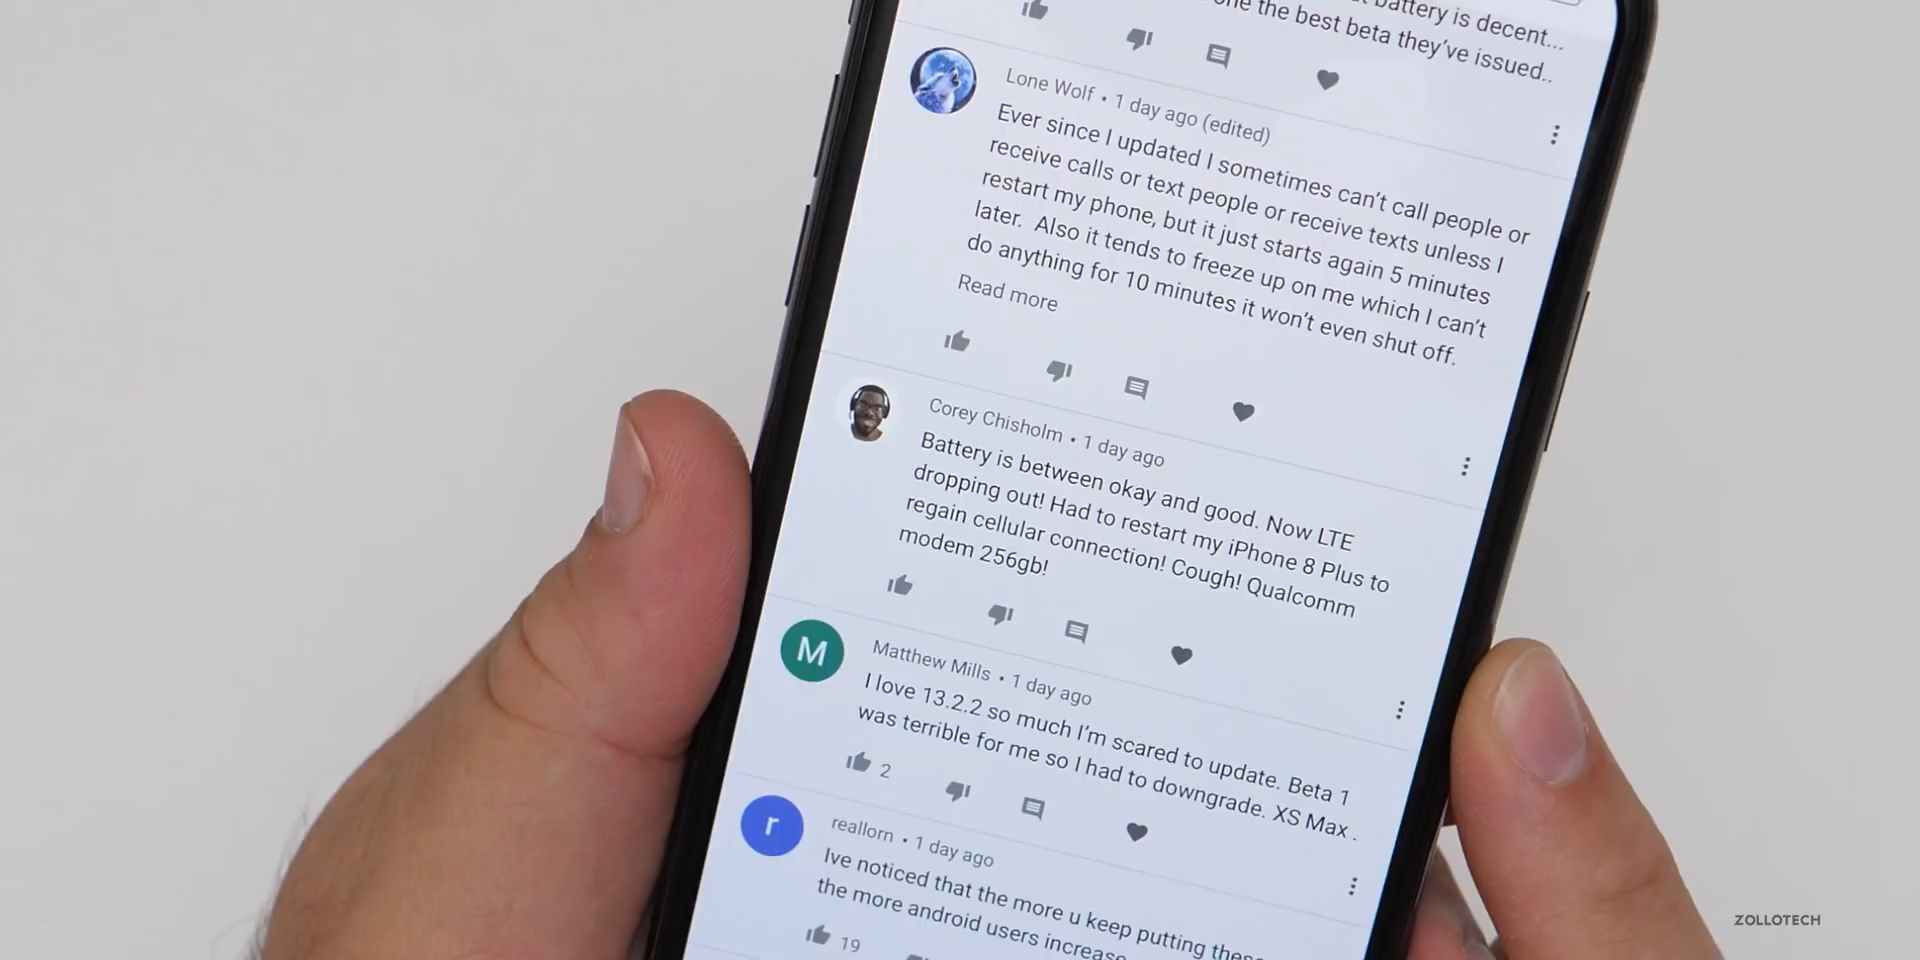 battery is decent...
the best beta they've issued..
Lone Wolf • 1 day ago (edited)
Ever since I updated I sometimes can't call people or
receive calls or text people or receive texts unless I
restart my phone, but it just starts again 5 minutes
later. Also it tends to freeze up on me which I can't
do anything for 10 minutes it won't even shut off.
Read more
Corey Chisholm • 1 day ago
Battery is between okay and good. Now LTE
dropping out! Had to restart my iPhone 8 Plus to
regain cellular connection! Cough! Qualcomm
modem 256gb!
M
Matthew Mills • 1 day ago
I love 13.2.2 so much I'm scared to update. Beta 1
was terrible for me so I had to downgrade. XS Max .
2
r
reallorn • 1 day ago
Ive noticed that the more u keep putting these
the more android users increase
19
ZOLLOTECH